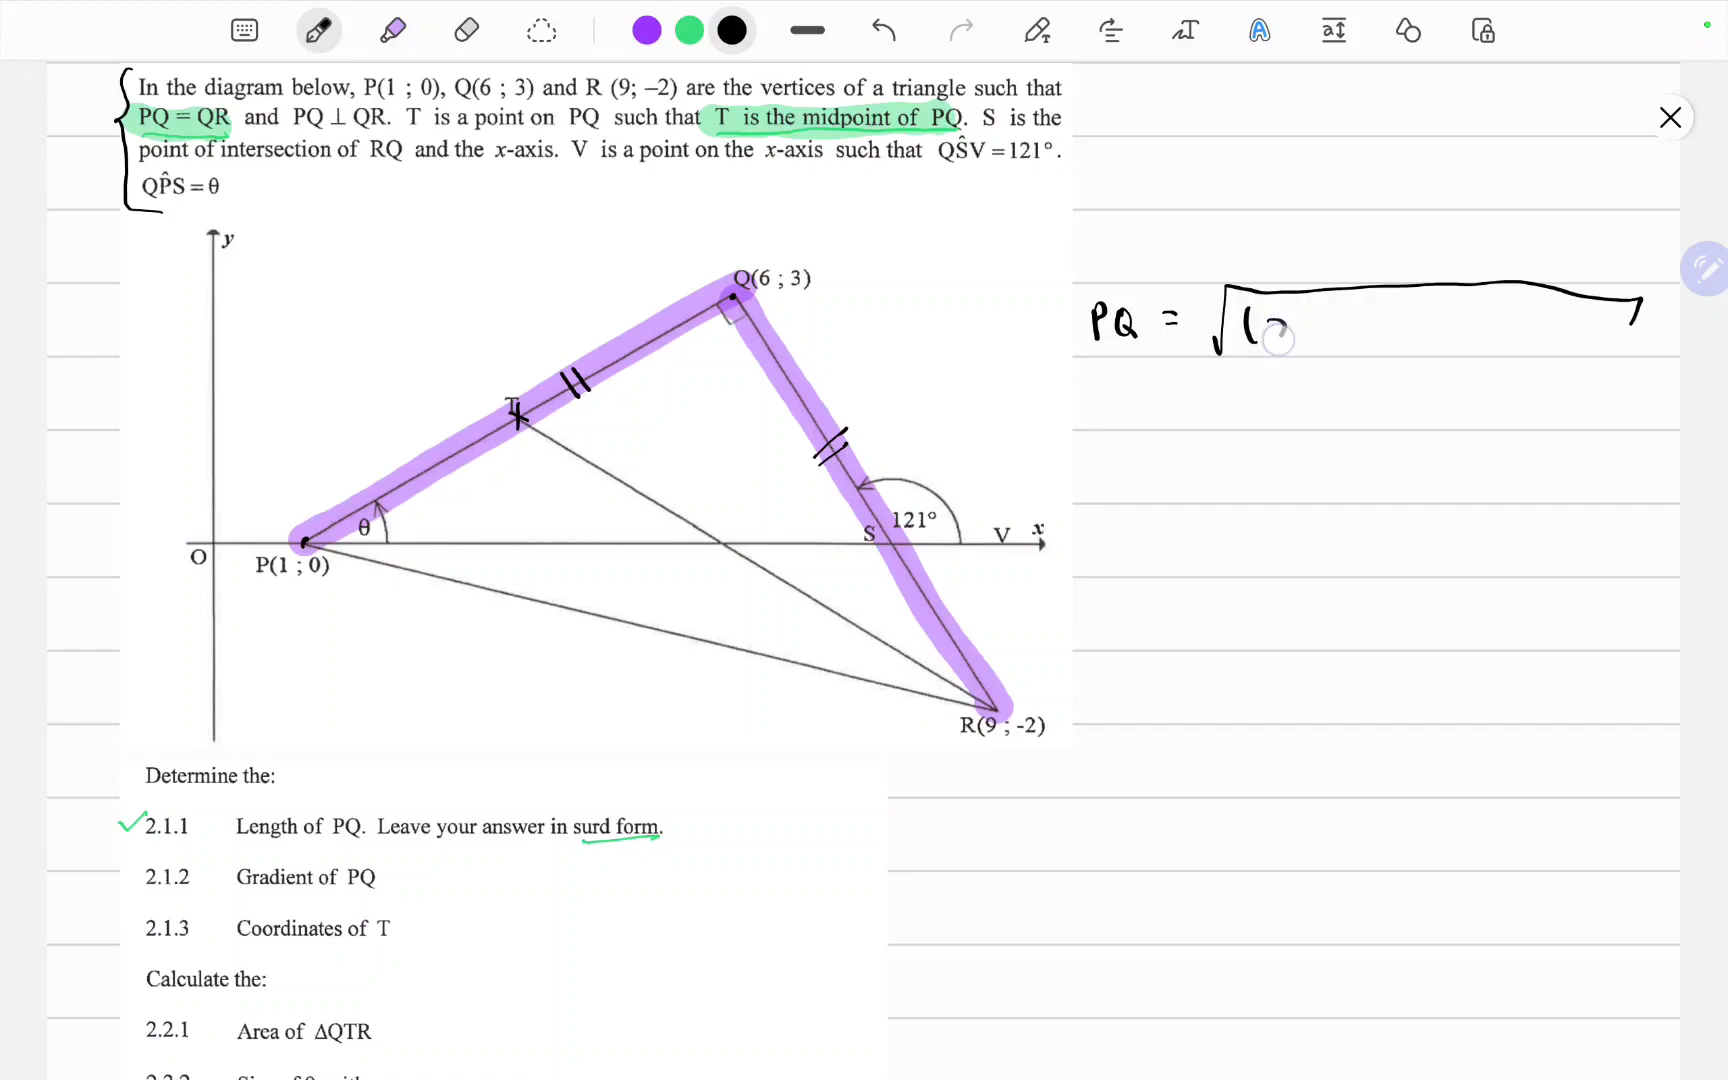 In the diagram below, P(1 ; 0), Q(6 ; 3) and R (9; –2) are the vertices of a triangle such that
PQ = QR and PQ ⊥ QR. T is a point on PQ such that T is the midpoint of PQ. S is the
point of intersection of RQ and the x-axis. V is a point on the x-axis such that QŜV = 121°.
QP̂S = θ
y
Q(6 ; 3)
PQ = √(
T
θ
S
121°
V
x
O
P(1 ; 0)
R(9 ; -2)
Determine the:
2.1.1 Length of PQ. Leave your answer in surd form.
2.1.2 Gradient of PQ
2.1.3 Coordinates of T
Calculate the:
2.2.1 Area of ΔQTR